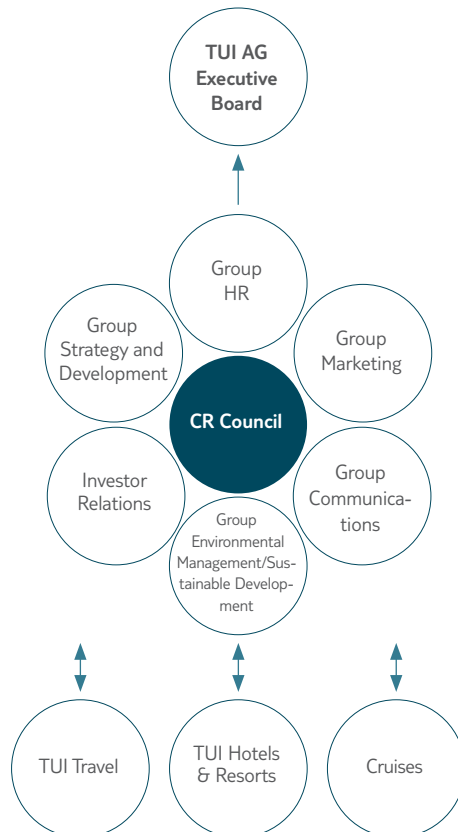 TUI AG
Executive
Board
Group
HR
Group
Strategy and
Development
Group
Marketing
CR Council
Investor
Relations
Group
Communica-
tions
Group
Environmental
Management/Sus-
tainable Develop-
ment
TUI Travel
TUI Hotels
& Resorts
Cruises